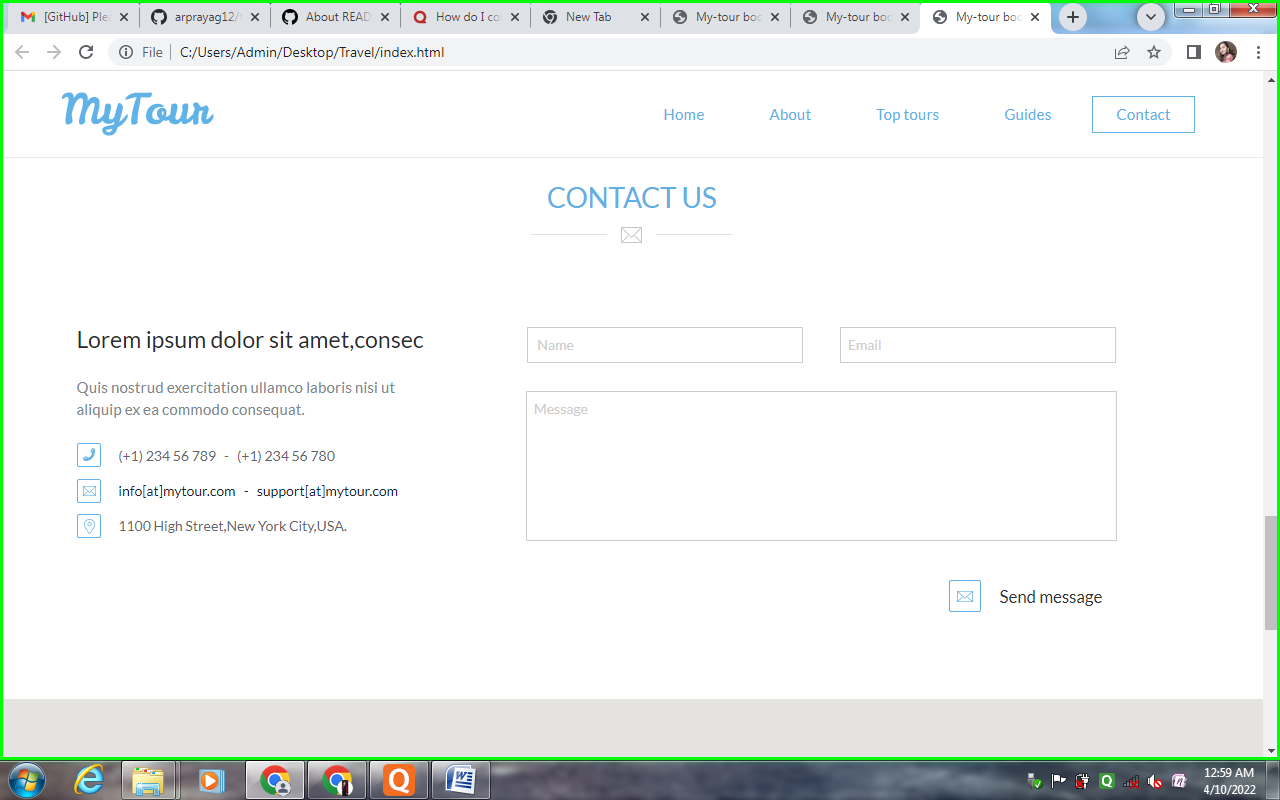 [GitHub] Ple
arprayag12/
About READ
How do I co
New Tab
My-tour boo
My-tour boo
My-tour boo
File
C:/Users/Admin/Desktop/Travel/index.html
MyTour
Home
About
Top tours
Guides
Contact
CONTACT US
Lorem ipsum dolor sit amet,consec
Quis nostrud exercitation ullamco laboris nisi ut
aliquip ex ea commodo consequat.
(+1) 234 56 789 - (+1) 234 56 780
info[at]mytour.com - support[at]mytour.com
1100 High Street,New York City,USA.
Name
Email
Message
Send message
12:59 AM
4/10/2022